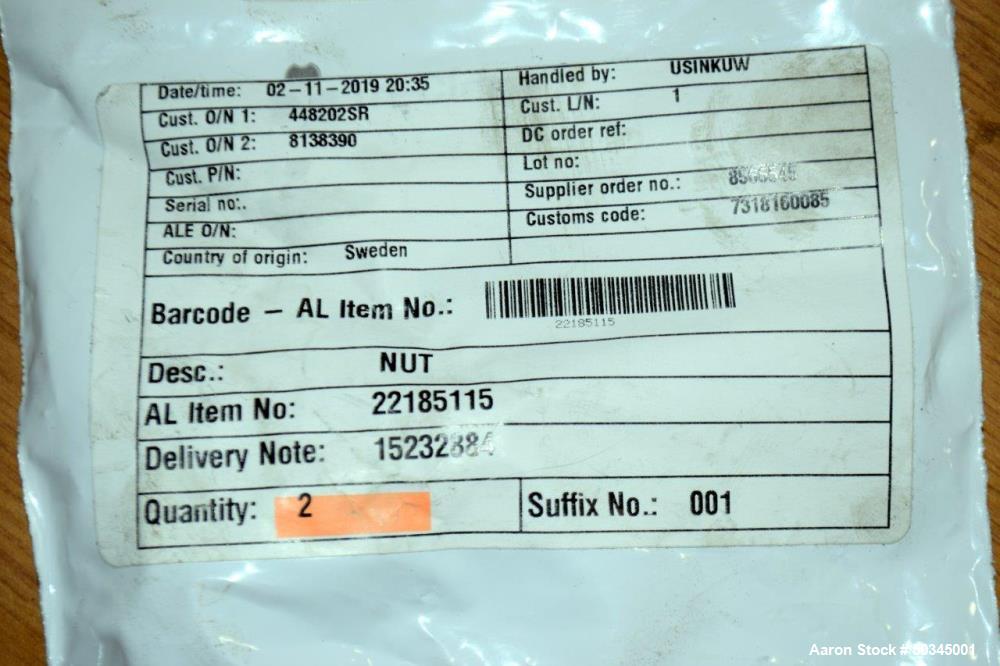 Date/time: 02-11-2019 20:35
Handled by: USINKUW
Cust. O/N 1: 448202SR
Cust. L/N: 1
Cust. O/N 2: 8138390
DC order ref:
Cust. P/N:
Lot no:
Serial no:.
Supplier order no.:
ALE O/N:
Customs code: 7318160085
Country of origin: Sweden
Barcode - AL Item No.:
22185115
Desc.: NUT
AL Item No: 22185115
Delivery Note: 15232884
Quantity: 2
Suffix No.: 001
Aaron Stock # 60345001